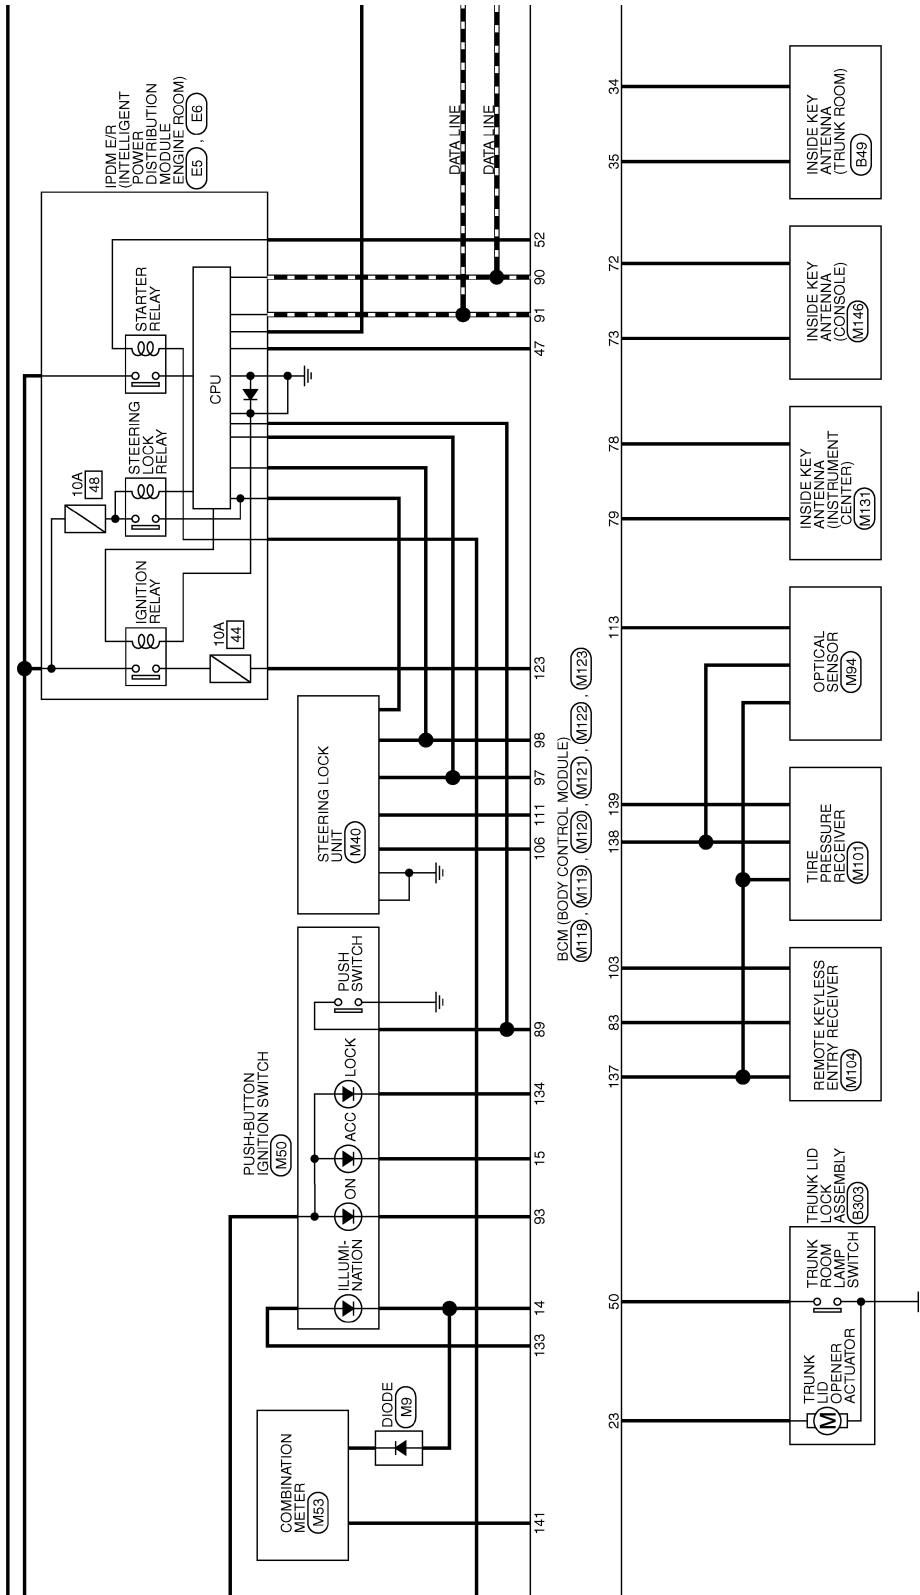 IPDM E/R
(INTELLIGENT
POWER
DISTRIBUTION
MODULE
ENGINE ROOM)
E5 , E6
STARTER
RELAY
STEERING
LOCK
RELAY
IGNITION
RELAY
10A
48
10A
44
CPU
DATA LINE
DATA LINE
52
90
91
47
123
98
97
111
106
89
134
15
93
14
133
141
STEERING LOCK
UNIT
M40
PUSH-BUTTON
IGNITION SWITCH
M50
PUSH
SWITCH
LOCK
ACC
ON
ILLUMI-
NATION
DIODE
M9
COMBINATION
METER
M53
BCM (BODY CONTROL MODULE)
M118 , M119 , M120 , M121 , M122 , M123
34
35
72
73
78
79
113
139
138
103
83
137
50
23
INSIDE KEY
ANTENNA
(TRUNK ROOM)
B49
INSIDE KEY
ANTENNA
(CONSOLE)
M146
INSIDE KEY
ANTENNA
(INSTRUMENT
CENTER)
M131
OPTICAL
SENSOR
M94
TIRE
PRESSURE
RECEIVER
M101
REMOTE KEYLESS
ENTRY RECEIVER
M104
TRUNK LID
LOCK
ASSEMBLY
B303
TRUNK
ROOM
LAMP
SWITCH
TRUNK
LID
OPENER
ACTUATOR
M